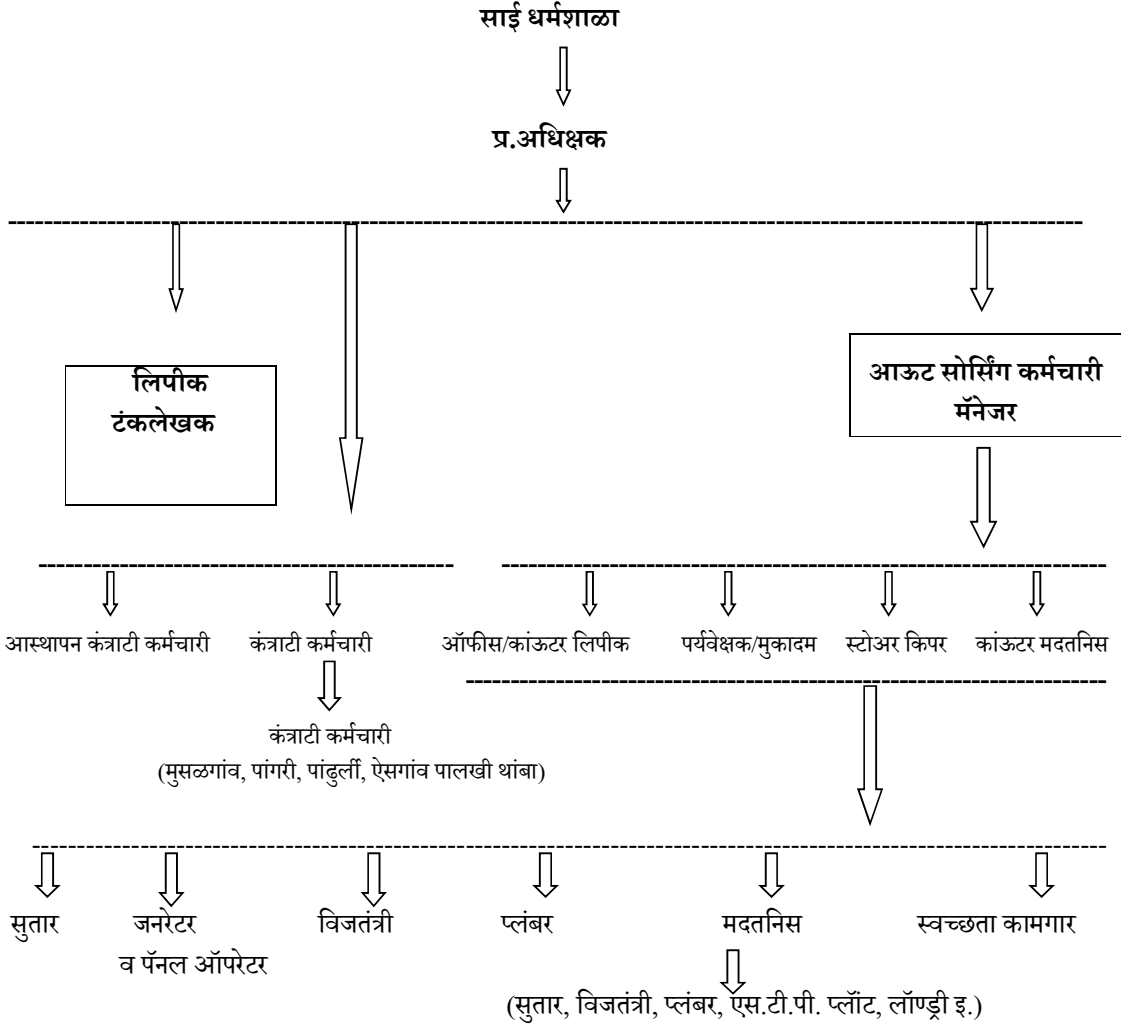 साई धर्मशाळा
प्र.अधिक्षक
लिपीक
टंकलेखक
आऊट सोर्सिंग कर्मचारी
मॅनेजर
आस्थापन कंत्राटी कर्मचारी
कंत्राटी कर्मचारी
ऑफीस/कांऊटर लिपीक
पर्यवेक्षक/मुकादम
स्टोअर किपर
कांऊटर मदतनिस
कंत्राटी कर्मचारी
(मुसळगांव, पांगरी, पांढुर्ली, ऐसगांव पालखी थांबा)
सुतार
जनरेटर
व पॅनल ऑपरेटर
विजतंत्री
प्लंबर
मदतनिस
स्वच्छता कामगार
(सुतार, विजतंत्री, प्लंबर, एस.टी.पी. प्लॉंट, लॉण्ड्री इ.)